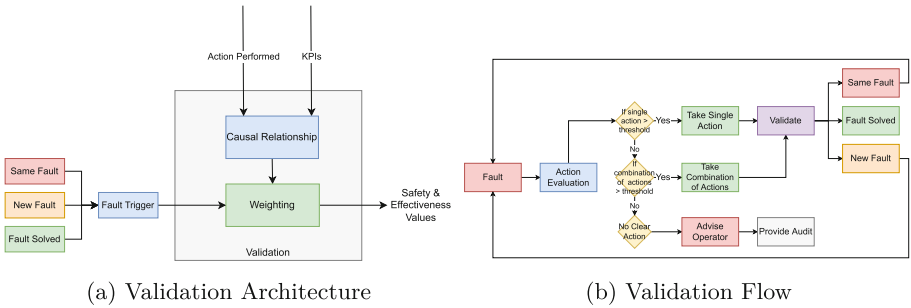 Action Performed
KPIs
Causal Relationship
Same Fault
New Fault
Fault Solved
Fault Trigger
Weighting
Safety &
Effectiveness
Values
Validation
(a) Validation Architecture
Fault
Action
Evaluation
If single
action >
threshold
Yes
Take Single
Action
Validate
Same Fault
Fault Solved
New Fault
No
If
combination
of actions
> threshold
Yes
Take
Combination
of Actions
No
No Clear
Action
Advise
Operator
Provide Audit
(b) Validation Flow